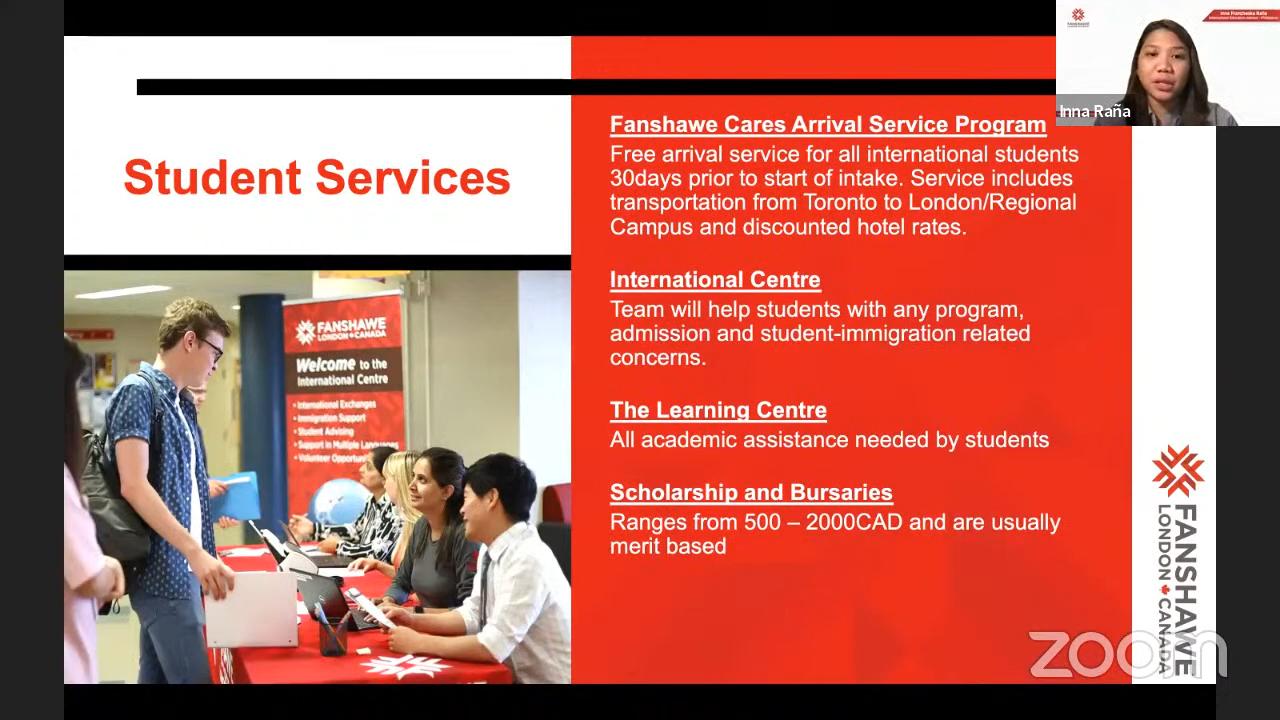 Student Services
Fanshawe Cares Arrival Service Program
Free arrival service for all international students
30days prior to start of intake. Service includes
transportation from Toronto to London/Regional
Campus and discounted hotel rates.
International Centre
Team will help students with any program,
admission and student-immigration related
concerns.
The Learning Centre
All academic assistance needed by students
Scholarship and Bursaries
Ranges from 500 – 2000CAD and are usually
merit based
FANSHAWE
LONDON CANADA
Welcome to the
International Centre
• International Exchanges
• Immigration Support
• Student Advising
• Support in Multiple Languages
• Volunteer
FANSHAWE
LONDON CANADA
zoom
FANSHAWE
Inna Raña